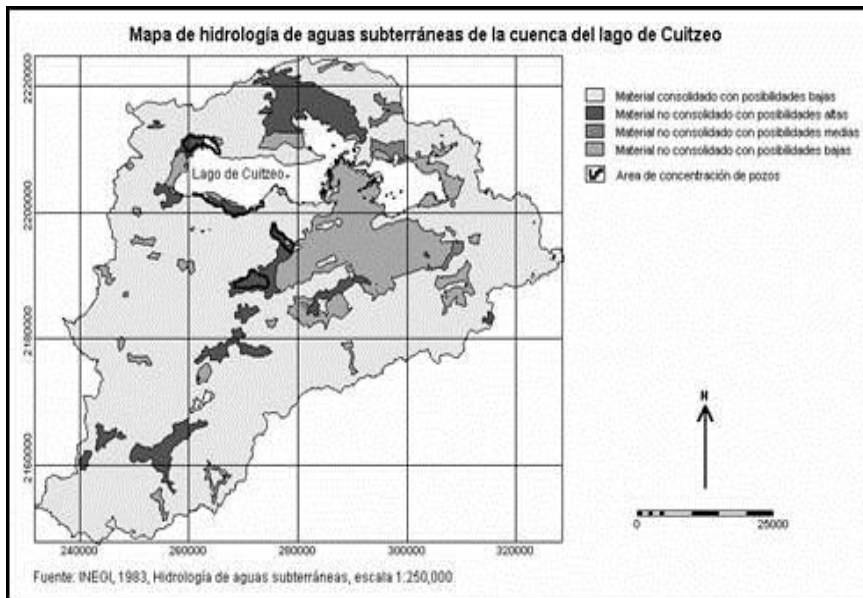 Mapa de hidrología de aguas subterráneas de la cuenca del lago de Cuitzeo
2220000
2200000
2180000
2160000
Lago de Cuitzeo
Material consolidado con posibilidades bajas
Material no consolidado con posibilidades altas
Material no consolidado con posibilidades medias
Material no consolidado con posibilidades bajas
Area de concentración de pozos
N
0 25000
240000 260000 280000 300000 320000
Fuente: INEGI, 1983, Hidrología de aguas subterráneas, escala 1:250,000